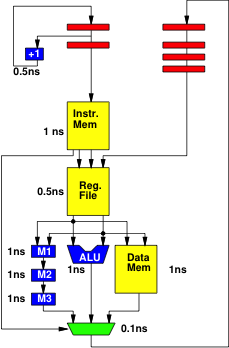 +1
0.5ns
Instr.
Mem
1 ns
Reg.
File
0.5ns
1ns
M1
ALU
Data
Mem
1ns
1ns
1ns
M2
1ns
M3
0.1ns